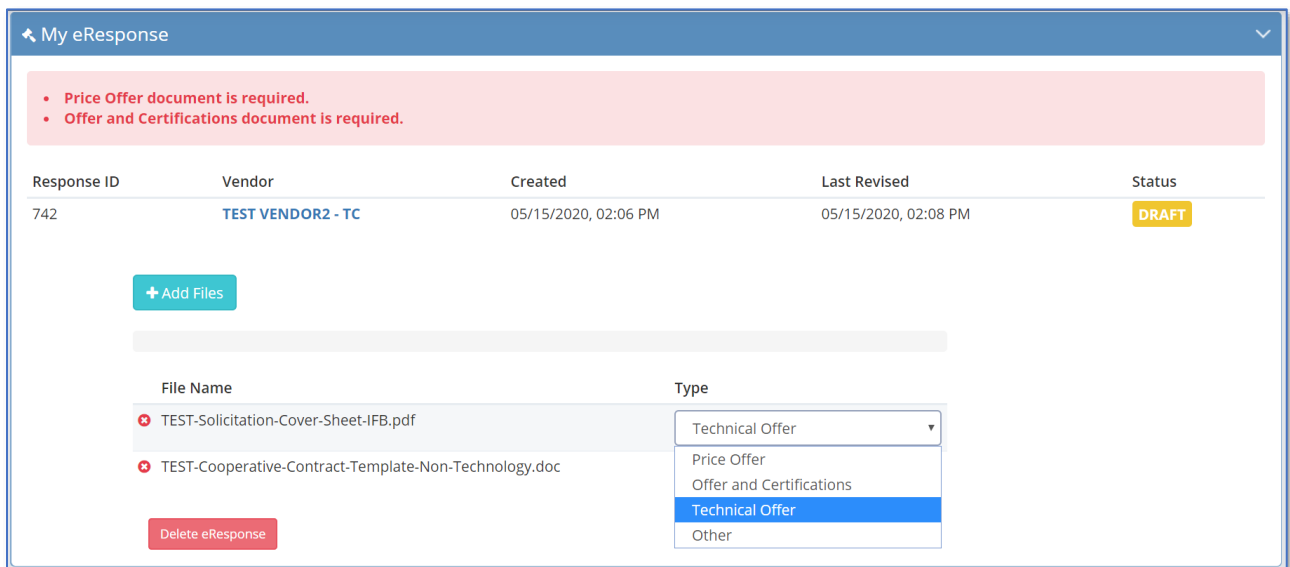 My eResponse
Price Offer document is required.
Offer and Certifications document is required.
Response ID Vendor Created Last Revised Status
742 TEST VENDOR2 - TC 05/15/2020, 02:06 PM 05/15/2020, 02:08 PM DRAFT
Add Files
File Name Type
TEST-Solicitation-Cover-Sheet-IFB.pdf Technical Offer
Price Offer
TEST-Cooperative-Contract-Template-Non-Technology.doc
Offer and Certifications
Technical Offer
Delete eResponse Other